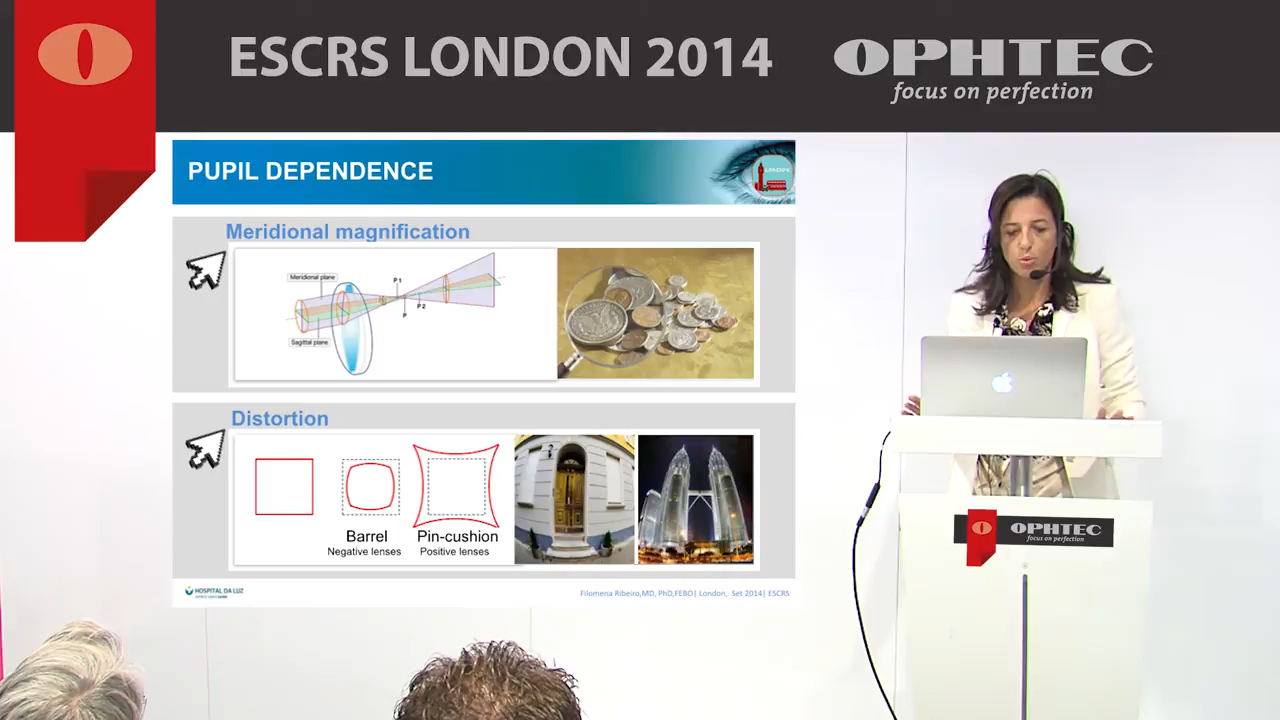 ESCRS LONDON 2014
OPHTEC
focus on perfection
PUPIL DEPENDENCE
LONDON
Meridional magnification
Meridional plane
P1
P2
P
Sagittal plane
Distortion
Barrel
Negative lenses
Pin-cushion
Positive lenses
HOSPITAL DA LUZ
Filomena Ribeiro,MD, PhD,FEBO| London, Set 2014| ESCRS
OPHTEC
focus on perfection